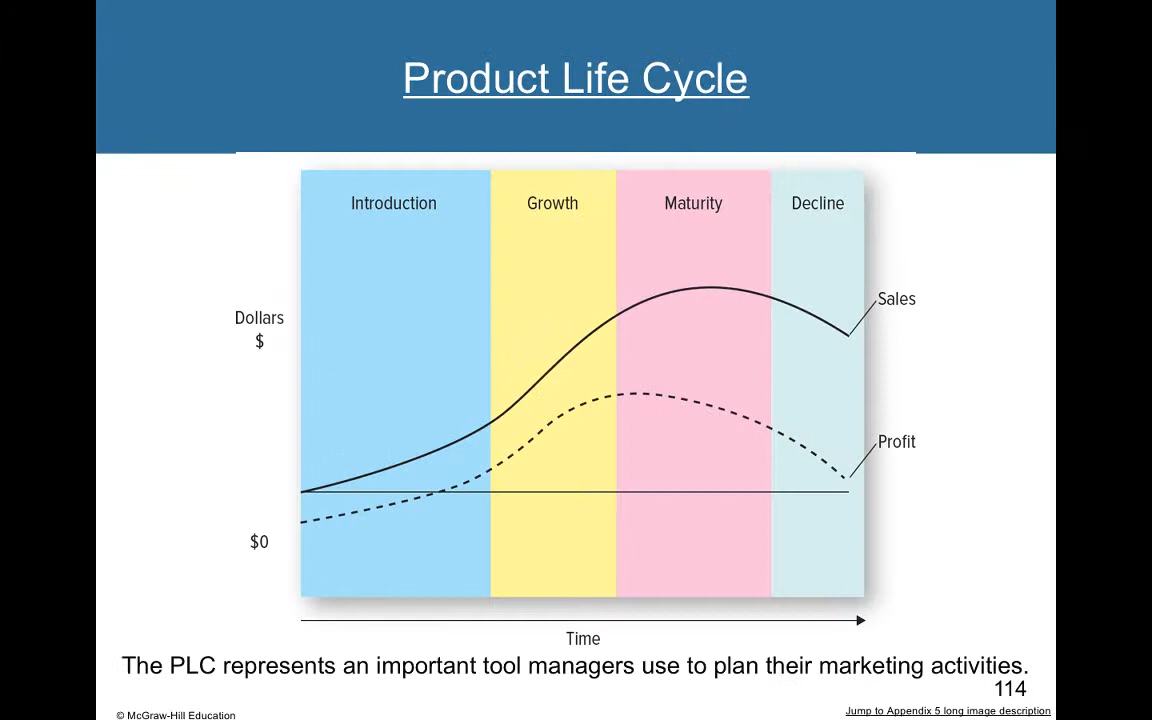 Product Life Cycle
Introduction Growth Maturity Decline
Sales
Dollars
$
Profit
$0
Time
The PLC represents an important tool managers use to plan their marketing activities.
114
© McGraw-Hill Education
Jump to Appendix 5 long image description